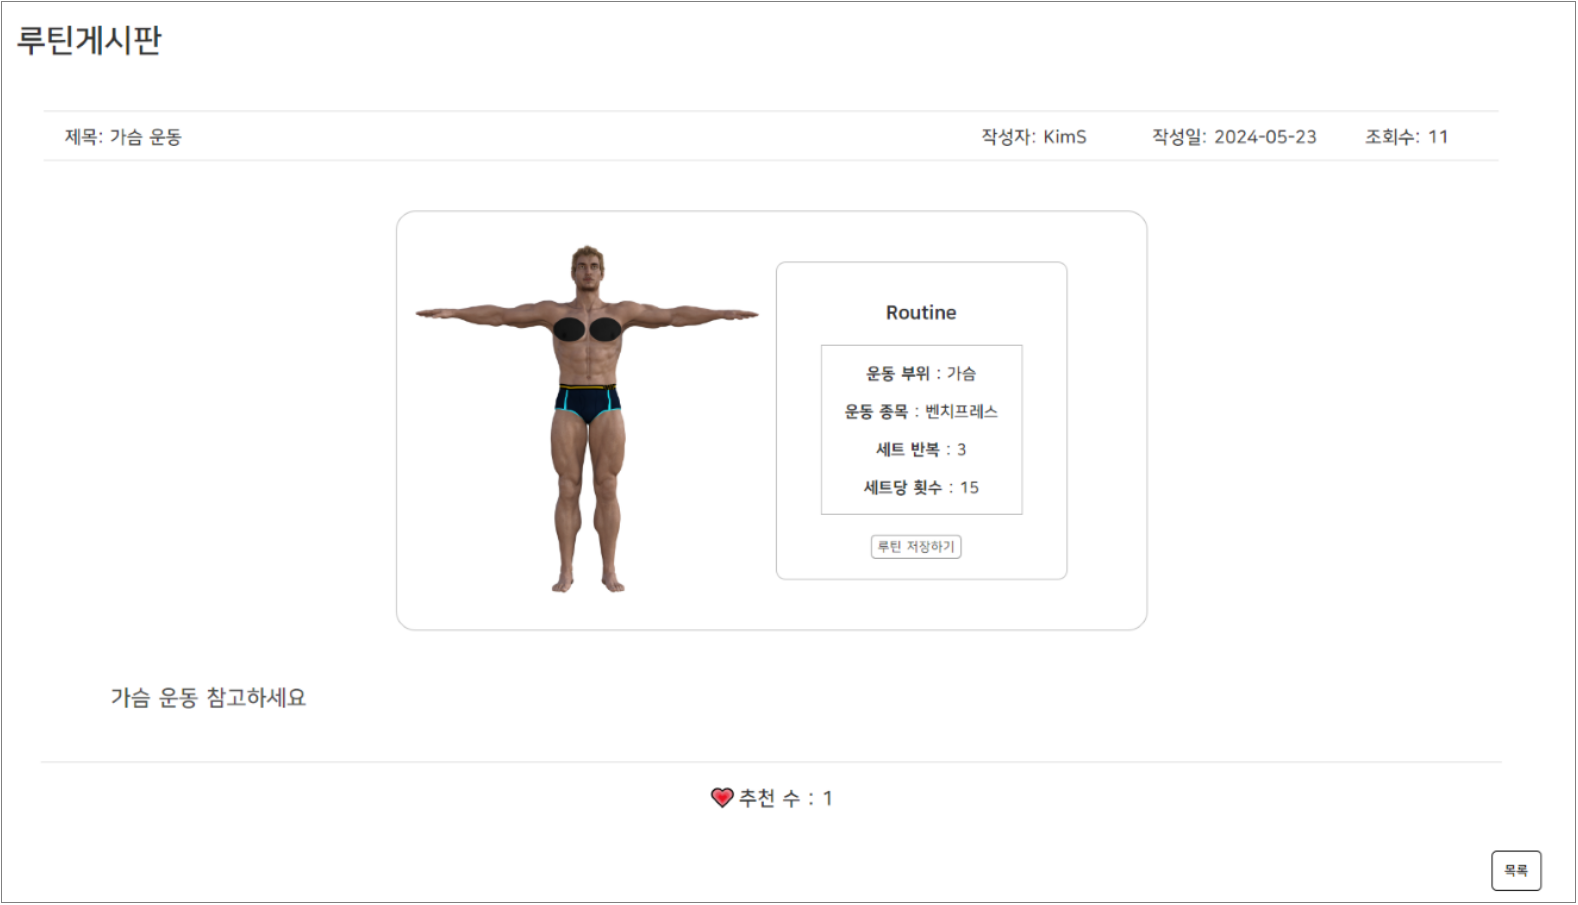 루틴게시판
제목: 가슴 운동 작성자: KimS 작성일: 2024-05-23 조회수: 11
Routine
운동 부위 : 가슴
운동 종목 : 벤치프레스
세트 반복 : 3
세트당 횟수 : 15
루틴 저장하기
가슴 운동 참고하세요
추천 수 : 1
목록